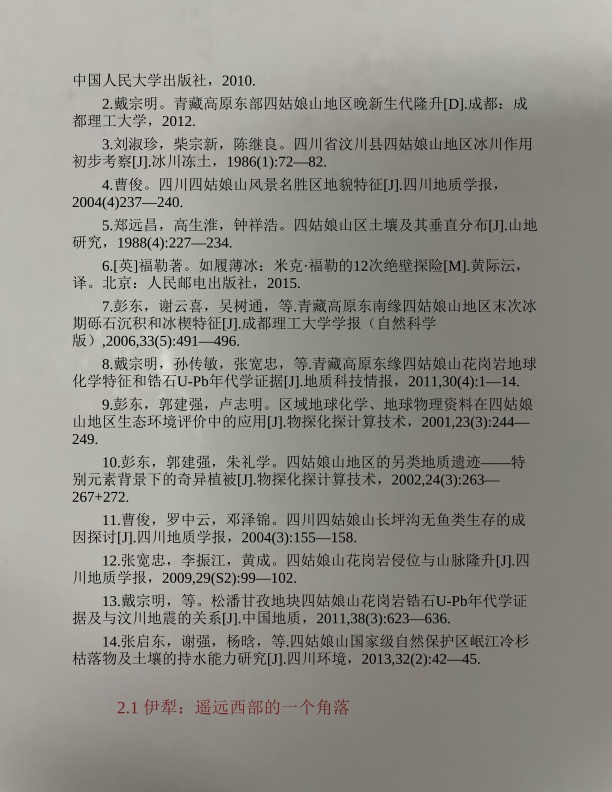 中国人民大学出版社，2010.
2.戴宗明。青藏高原东部四姑娘山地区晚新生代隆升[D].成都：成
都理工大学，2012.
3.刘淑珍，柴宗新，陈继良。四川省汶川县四姑娘山地区冰川作用
初步考察[J].冰川冻土，1986(1):72—82.
4.曹俊。四川四姑娘山风景名胜区地貌特征[J].四川地质学报，
2004(4)237—240.
5.郑远昌，高生淮，钟祥浩。四姑娘山区土壤及其垂直分布[J].山地
研究，1988(4):227—234.
6.[英]福勒著。如履薄冰：米克·福勒的12次绝壁探险[M].黄际沄，
译。北京：人民邮电出版社，2015.
7.彭东，谢云喜，吴树通，等.青藏高原东南缘四姑娘山地区末次冰
期砾石沉积和冰楔特征[J].成都理工大学学报（自然科学
版）,2006,33(5):491—496.
8.戴宗明，孙传敏，张宽忠，等.青藏高原东缘四姑娘山花岗岩地球
化学特征和锆石U-Pb年代学证据[J].地质科技情报，2011,30(4):1—14.
9.彭东，郭建强，卢志明。区域地球化学、地球物理资料在四姑娘
山地区生态环境评价中的应用[J].物探化探计算技术，2001,23(3):244—
249.
10.彭东，郭建强，朱礼学。四姑娘山地区的另类地质遗迹——特
别元素背景下的奇异植被[J].物探化探计算技术，2002,24(3):263—
267+272.
11.曹俊，罗中云，邓泽锦。四川四姑娘山长坪沟无鱼类生存的成
因探讨[J].四川地质学报，2004(3):155—158.
12.张宽忠，李振江，黄成。四姑娘山花岗岩侵位与山脉隆升[J].四
川地质学报，2009,29(S2):99—102.
13.戴宗明，等。松潘甘孜地块四姑娘山花岗岩锆石U-Pb年代学证
据及与汶川地震的关系[J].中国地质，2011,38(3):623—636.
14.张启东，谢强，杨晗，等.四姑娘山国家级自然保护区岷江冷杉
枯落物及土壤的持水能力研究[J].四川环境，2013,32(2):42—45.
2.1 伊犁：遥远西部的一个角落